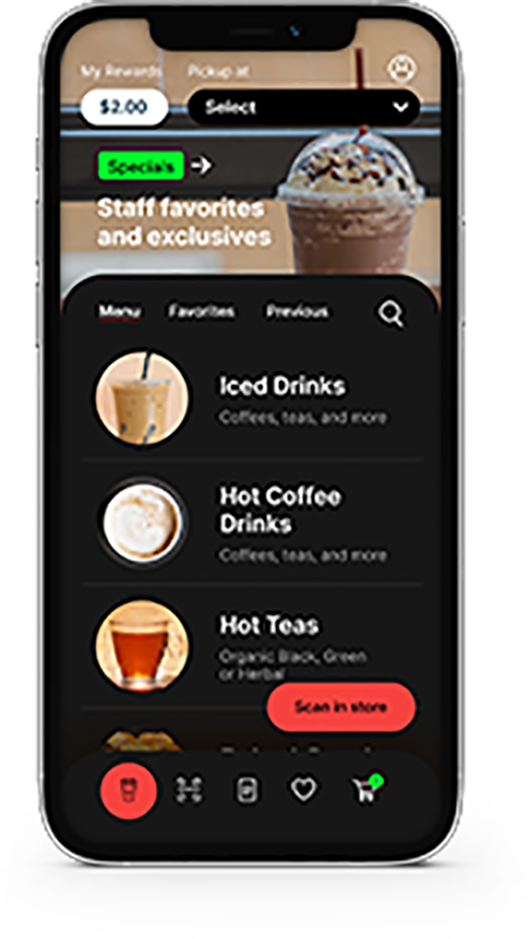 My Rewards
Pickup at
$2.00
Select
Specials
Staff favorites
and exclusives
Menu
Favorites
Previous
Iced Drinks
Coffees, teas, and more
Hot Coffee
Drinks
Coffees, teas, and more
Hot Teas
Organic Black, Green
or Herbal
Scan in store